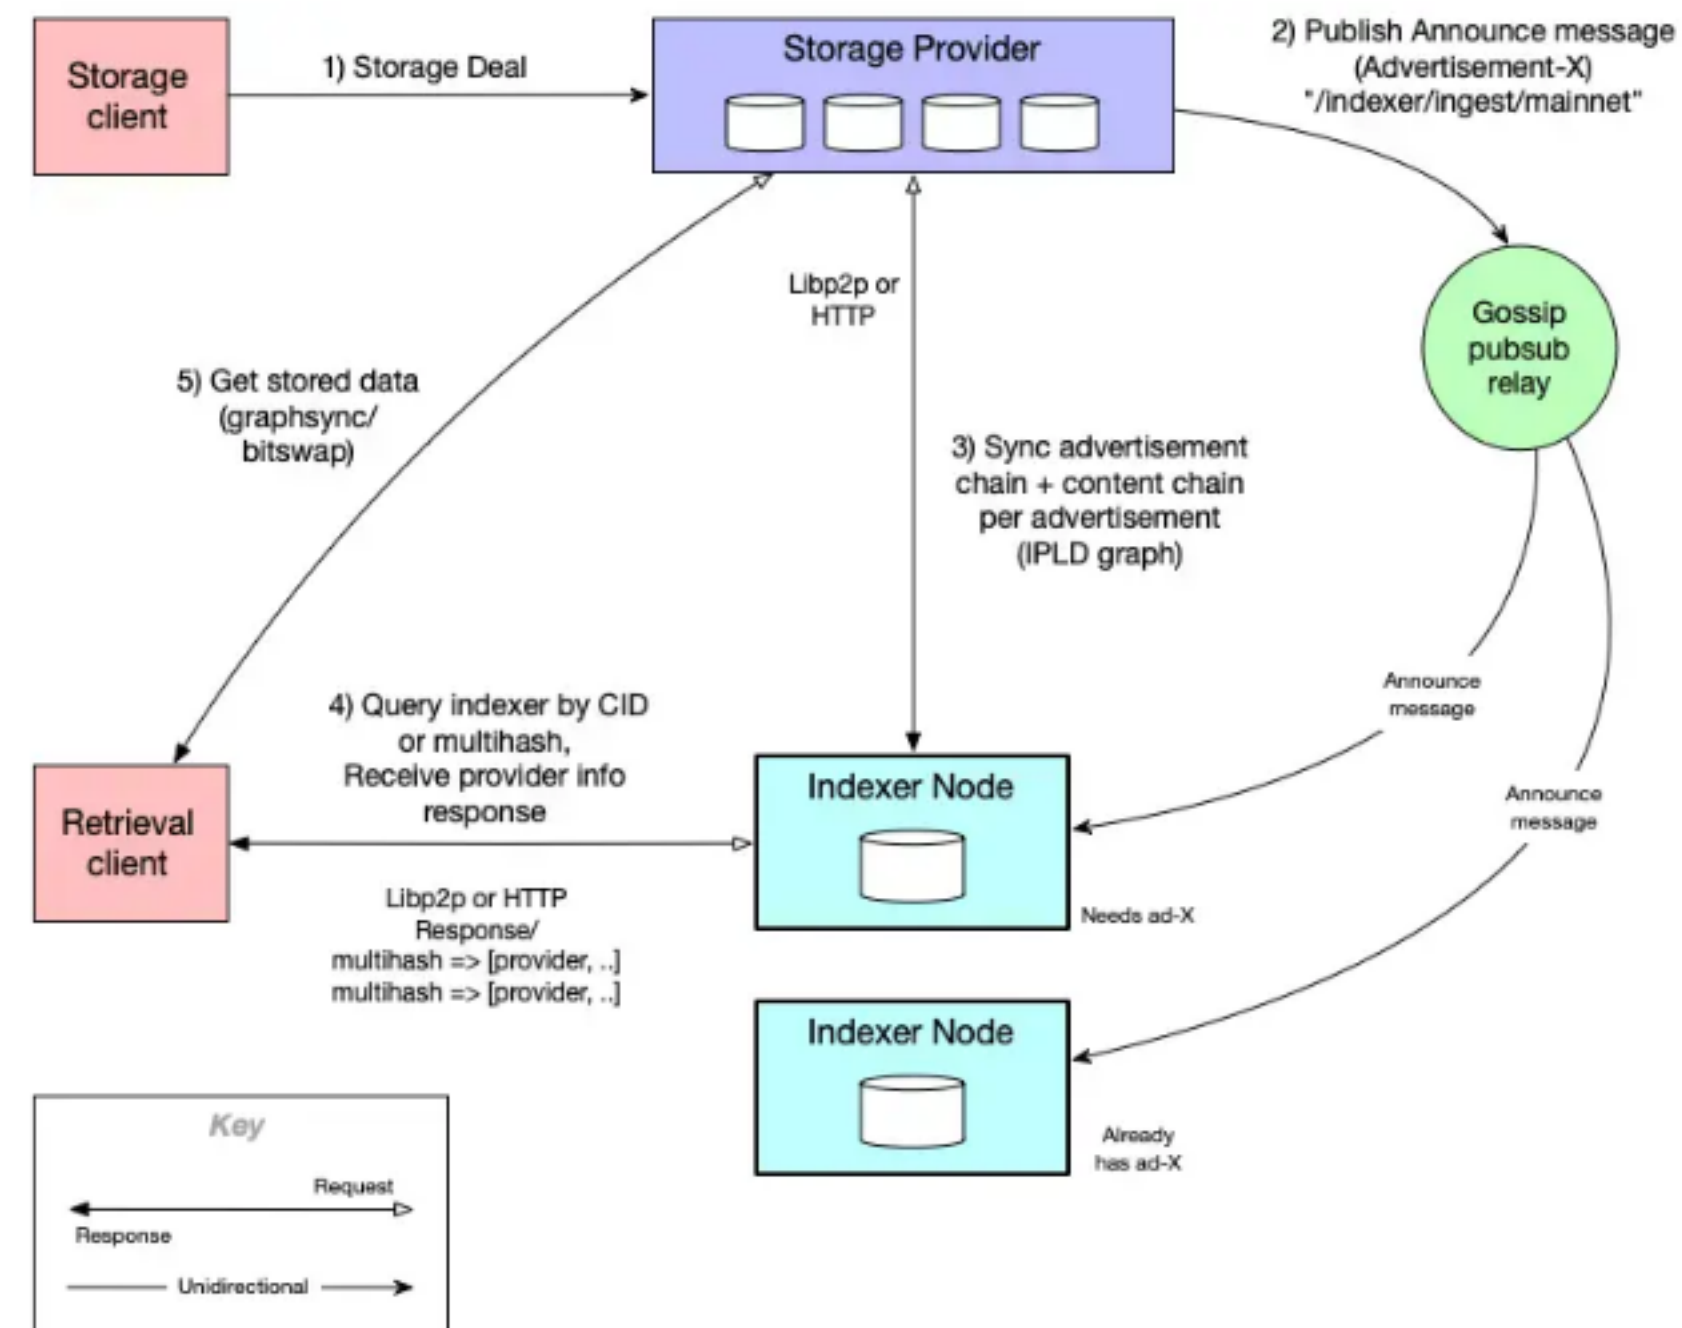 Storage
client
1) Storage Deal
Storage Provider
2) Publish Announce message
(Advertisement-X)
"/indexer/ingest/mainnet"
Gossip
pubsub
relay
Libp2p or
HTTP
5) Get stored data
(graphsync/
bitswap)
3) Sync advertisement
chain + content chain
per advertisement
(IPLD graph)
Announce
message
Announce
message
4) Query indexer by CID
or multihash,
Receive provider info
response
Retrieval
client
Indexer Node
Needs ad-X
Libp2p or HTTP
Response/
multihash => [provider, ..]
multihash => [provider, ..]
Indexer Node
Already
has ad-X
Key
Request
Response
Unidirectional